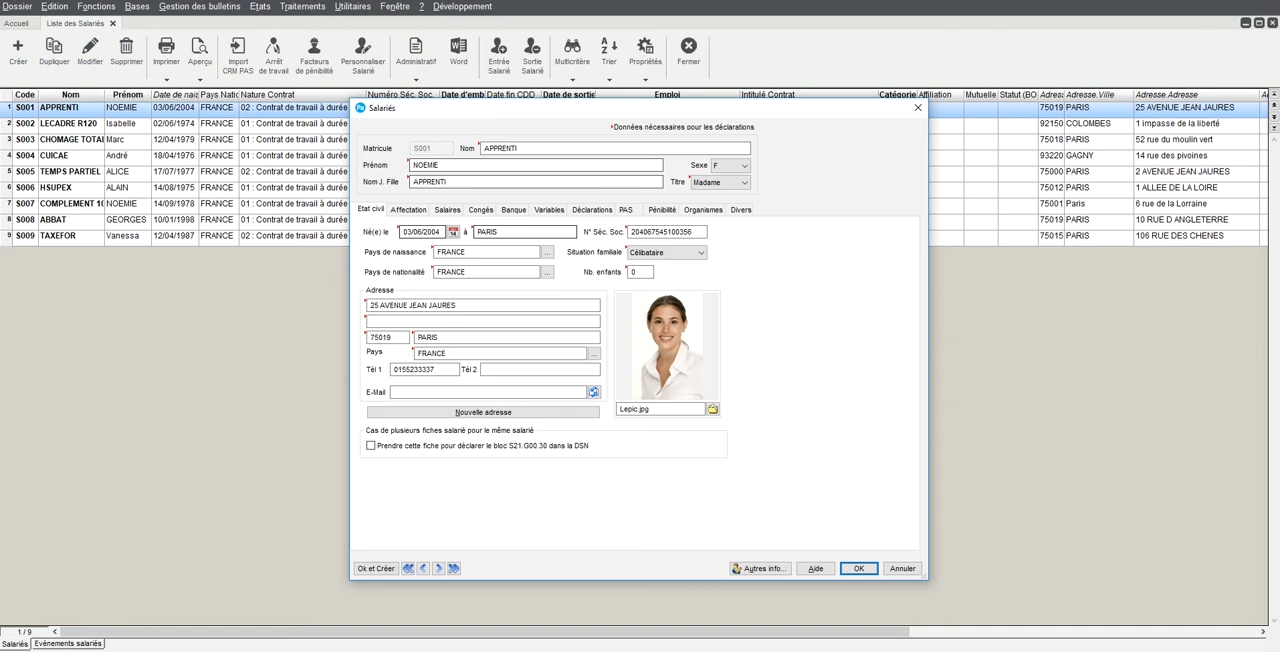 Dossier Edition Fonctions Bases Gestion des bulletins Etats Traitements Utilitaires Fenêtre ? Développement
Accueil Liste des Salariés
Créer Dupliquer Modifier Supprimer Imprimer Aperçu Import CRM PAS Arrêt de travail Facteurs de pénibilité Personnaliser Salarié Administratif Word Entrée Salarié Sortie Salarié Multicritère Trier Propriétés Fermer
Code Nom Prénom Date de nais Pays Natio Nature Contrat Numéro Séc. Soc. Date d'emb Date fin CDD Date de sortie Emploi Intitulé Contrat Catégorie Affiliation Mutuelle Statut (BO Adress Adresse.Ville Adresse.Adresse
1 S001 APPRENTI NOEMIE 03/06/2004 FRANCE 02 : Contrat de travail à durée 75019 PARIS 25 AVENUE JEAN JAURES
2 S002 LECADRE R120 Isabelle 02/06/1974 FRANCE 01 : Contrat de travail à durée 92150 COLOMBES 1 impasse de la liberté
3 S003 CHOMAGE TOTAL Marc 12/04/1979 FRANCE 01 : Contrat de travail à durée 75018 PARIS 52 rue du moulin vert
4 S004 CUICAE André 18/04/1976 FRANCE 01 : Contrat de travail à durée 93220 GAGNY 14 rue des pivoines
5 S005 TEMPS PARTIEL ALICE 17/07/1977 FRANCE 02 : Contrat de travail à durée 75000 PARIS 2 AVENUE JEAN JAURES
6 S006 HSUPEX ALAIN 14/08/1975 FRANCE 01 : Contrat de travail à durée 75012 PARIS 1 ALLEE DE LA LOIRE
7 S007 COMPLEMENT 10 NOEMIE 14/09/1978 FRANCE 01 : Contrat de travail à durée 75001 Paris 6 rue de la Lorraine
8 S008 ABBAT GEORGES 10/01/1998 FRANCE 01 : Contrat de travail à durée 75019 PARIS 10 RUE D ANGLETERRE
9 S009 TAXEFOR Vanessa 12/04/1987 FRANCE 02 : Contrat de travail à durée 75015 PARIS 106 RUE DES CHENES
Salariés
Données nécessaires pour les déclarations
Matricule S001 Nom APPRENTI
Prénom NOEMIE Sexe F
Nom J. Fille APPRENTI Titre Madame
Etat civil Affectation Salaires Congés Banque Variables Déclarations PAS Pénibilité Organismes Divers
Né(e) le 03/06/2004 14 à PARIS N° Séc. Soc. 204067545100356
Pays de naissance FRANCE ... Situation familiale Célibataire
Pays de nationalité FRANCE ... Nb. enfants 0
Adresse
25 AVENUE JEAN JAURES
75019 PARIS
Pays FRANCE ...
Tél 1 0155233337 Tél 2
E-Mail
Lepic.jpg
Nouvelle adresse
Cas de plusieurs fiches salarié pour le même salarié
Prendre cette fiche pour déclarer le bloc S21.G00.30 dans la DSN
Ok et Créer Autres info... Aide OK Annuler
1 / 9
Salariés Evénements salariés